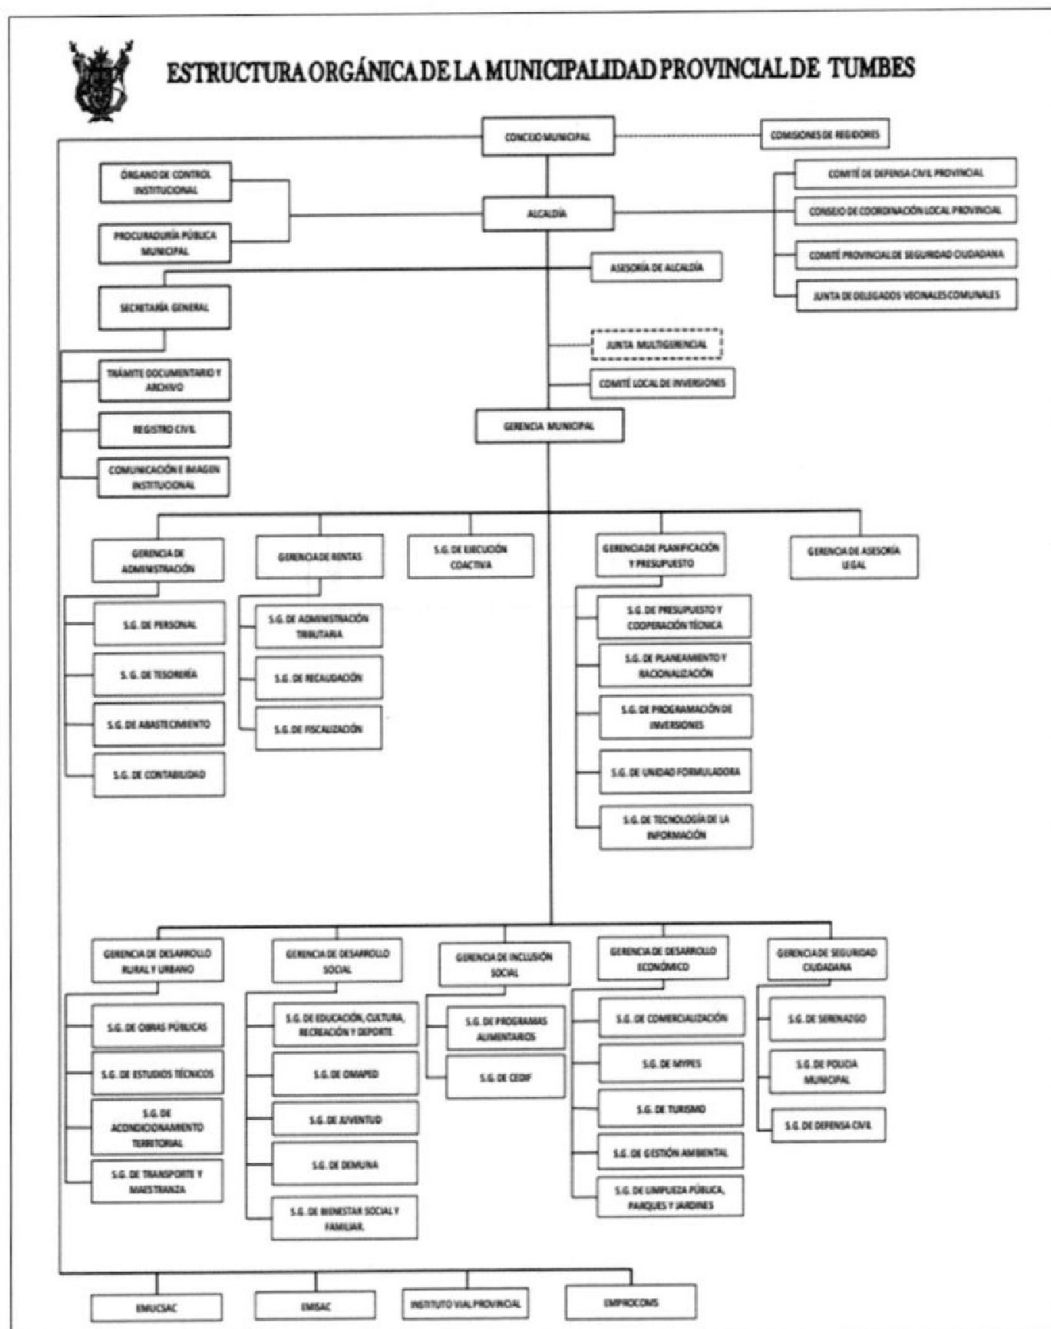 ESTRUCTURA ORGÁNICA DE LA MUNICIPALIDAD PROVINCIAL DE TUMBES
CONCEJO MUNICIPAL
COMISIONES DE REGIDORES
ÓRGANO DE CONTROL
INSTITUCIONAL
PROCURADURÍA PÚBLICA
MUNICIPAL
ALCALDÍA
COMITÉ DE DEFENSA CIVIL PROVINCIAL
CONSEJO DE COORDINACIÓN LOCAL PROVINCIAL
COMITÉ PROVINCIAL DE SEGURIDAD CIUDADANA
JUNTA DE DELEGADOS VECINALES COMUNALES
ASESORÍA DE ALCALDÍA
SECRETARÍA GENERAL
TRÁMITE DOCUMENTARIO Y
ARCHIVO
REGISTRO CIVIL
COMUNICACIÓN E IMAGEN
INSTITUCIONAL
JUNTA MULTIGERENCIAL
COMITÉ LOCAL DE INVERSIONES
GERENCIA MUNICIPAL
GERENCIA DE
ADMINISTRACIÓN
S.G. DE PERSONAL
S. G. DE TESORERÍA
S.G. DE ABASTECIMIENTO
S.G. DE CONTABILIDAD
GERENCIA DE RENTAS
S.G. DE ADMINISTRACIÓN
TRIBUTARIA
S.G. DE RECAUDACIÓN
S.G. DE FISCALIZACIÓN
S.G. DE EJECUCIÓN
COACTIVA
GERENCIA DE PLANIFICACIÓN
Y PRESUPUESTO
S.G. DE PRESUPUESTO Y
COOPERACIÓN TÉCNICA
S.G. DE PLANEAMIENTO Y
RACIONALIZACIÓN
S.G. DE PROGRAMACIÓN DE
INVERSIONES
S.G. DE UNIDAD FORMULADORA
S.G. DE TECNOLOGÍA DE LA
INFORMACIÓN
GERENCIA DE ASESORÍA
LEGAL
GERENCIA DE DESARROLLO
RURAL Y URBANO
S.G. DE OBRAS PÚBLICAS
S.G. DE ESTUDIOS TÉCNICOS
S.G. DE
ACONDICIONAMIENTO
TERRITORIAL
S.G. DE TRANSPORTE Y
MAESTRANZA
GERENCIA DE DESARROLLO
SOCIAL
S.G. DE EDUCACIÓN, CULTURA,
RECREACIÓN Y DEPORTE
S.G. DE OMAPED
S.G. DE JUVENTUD
S.G. DE DEMUNA
S.G. DE BIENESTAR SOCIAL Y
FAMILIAR.
GERENCIA DE INCLUSIÓN
SOCIAL
S.G. DE PROGRAMAS
ALIMENTARIOS
S.G. DE CEDIF
GERENCIA DE DESARROLLO
ECONÓMICO
S.G. DE COMERCIALIZACIÓN
S.G. DE MYPES
S.G. DE TURISMO
S.G. DE GESTIÓN AMBIENTAL
S.G. DE LIMPUEZA PÚBLICA,
PARQUES Y JARDINES
GERENCIA DE SEGURIDAD
CIUDADANA
S.G. DE SERENAZGO
S.G. DE POLICIA
MUNICIPAL
S.G. DE DEFENSA CIVIL
EMUCSAC
EMISAC
INSTITUTO VIAL PROVINCIAL
EMPROCOMS